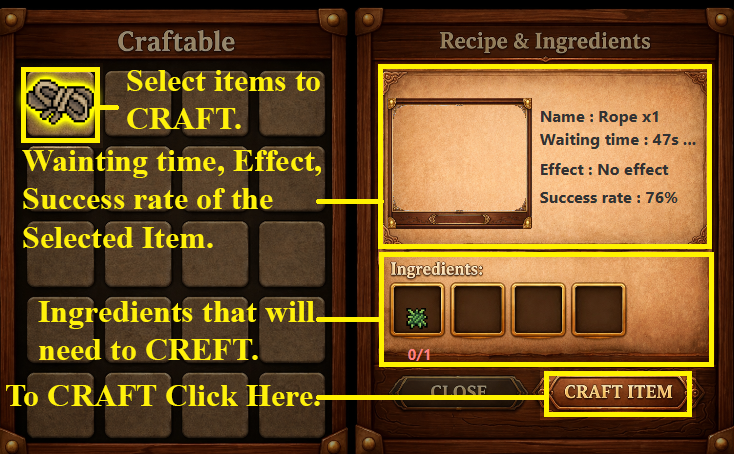 Craftable
Select items to
CRAFT.
Wainting time, Effect,
Success rate of the
Selected Item.
Ingredients that will
need to CREFT.
To CRAFT Click Here.
Recipe & Ingredients
Name : Rope x1
Waiting time : 47s ...
Effect : No effect
Success rate : 76%
Ingredients:
0/1
CLOSE
CRAFT ITEM